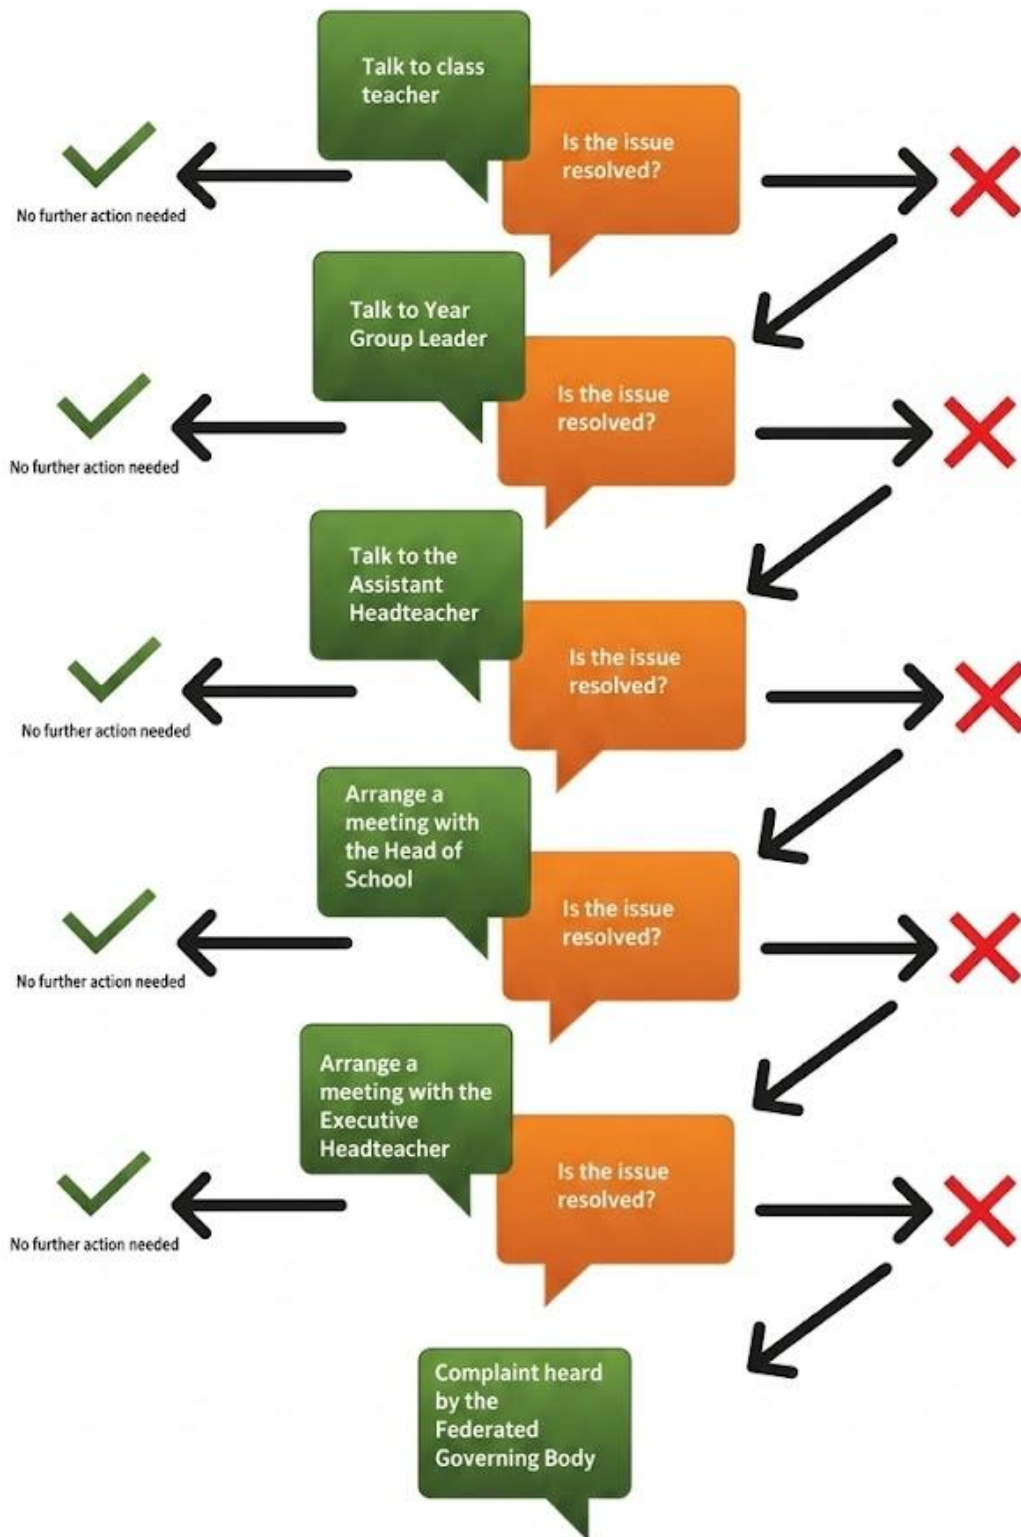 Talk to class
teacher
Is the issue
resolved?
No further action needed
Talk to Year
Group Leader
Is the issue
resolved?
No further action needed
Talk to the
Assistant
Headteacher
Is the issue
resolved?
No further action needed
Arrange a
meeting with
the Head of
School
Is the issue
resolved?
No further action needed
Arrange a
meeting with the
Executive
Headteacher
Is the issue
resolved?
No further action needed
Complaint heard
by the
Federated
Governing Body